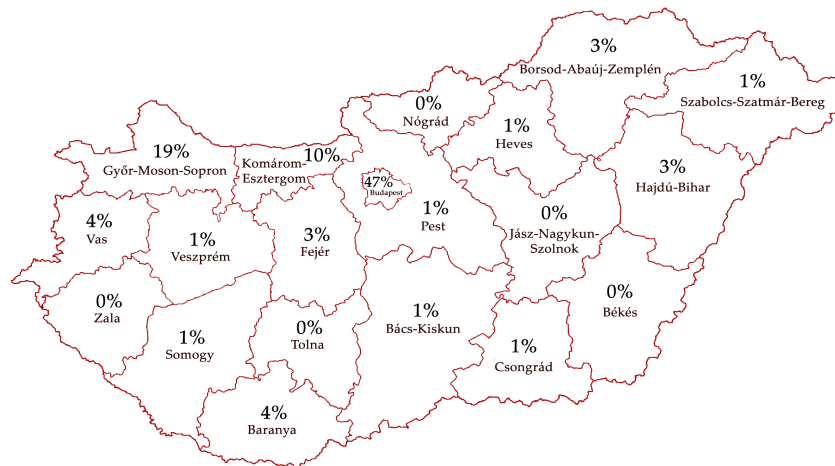 3%
Borsod-Abaúj-Zemplén
1%
Szabolcs-Szatmár-Bereg
0%
Nógrád
1%
Heves
19%
Győr-Moson-Sopron
10%
Komárom-
Esztergom
3%
Hajdú-Bihar
47%
Budapest
1%
Pest
0%
Jász-Nagykun-
Szolnok
4%
Vas
1%
Veszprém
3%
Fejér
0%
Zala
1%
Somogy
0%
Tolna
1%
Bács-Kiskun
0%
Békés
1%
Csongrád
4%
Baranya